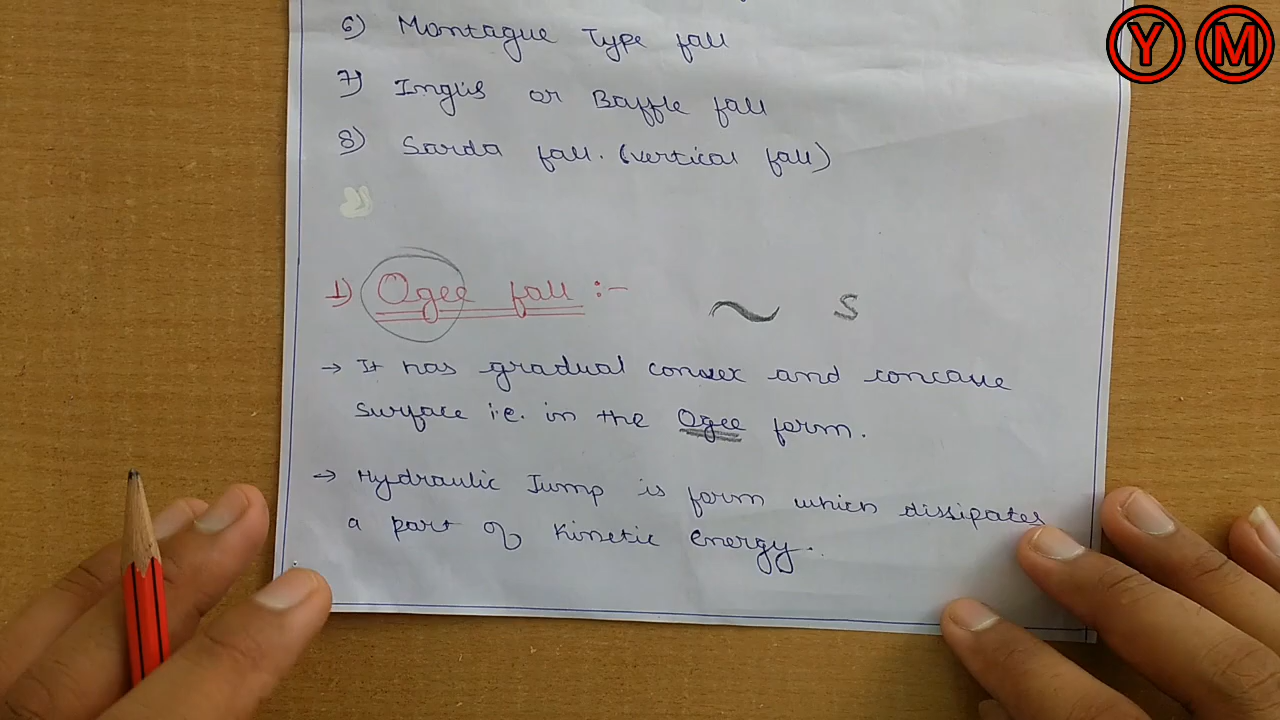 6) Montague Type fall
7) Inglis or Baffle fall
8) Sarda fall. (vertical fall)
1) Ogee fall :-
~ S
→ It has gradual convex and concave
surface i.e. in the Ogee form.
→ Hydraulic Jump is form which dissipates
a part of kinetic energy.
Y M